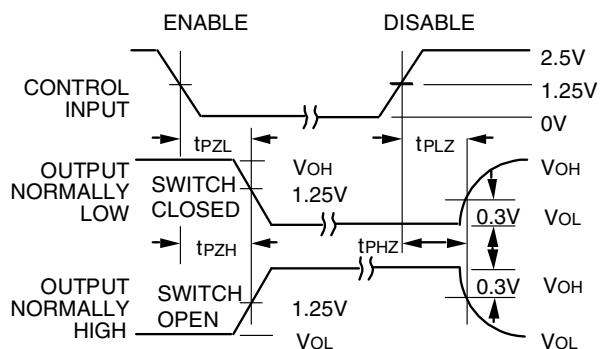 ENABLE DISABLE
2.5V
CONTROL
INPUT
1.25V
0V
tPZL tPLZ
OUTPUT
NORMALLY
LOW
SWITCH
CLOSED
VOH
1.25V
VOH
0.3V VOL
tPZH tPHZ
OUTPUT
NORMALLY
HIGH
SWITCH
OPEN
1.25V
VOL
0.3V VOH
VOL